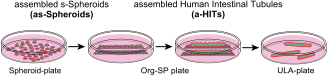 assembled s-Spheroids
(as-Spheroids)
assembled Human Intestinal Tubules
(a-HITs)
Spheroid-plate
Org-SP plate
ULA-plate